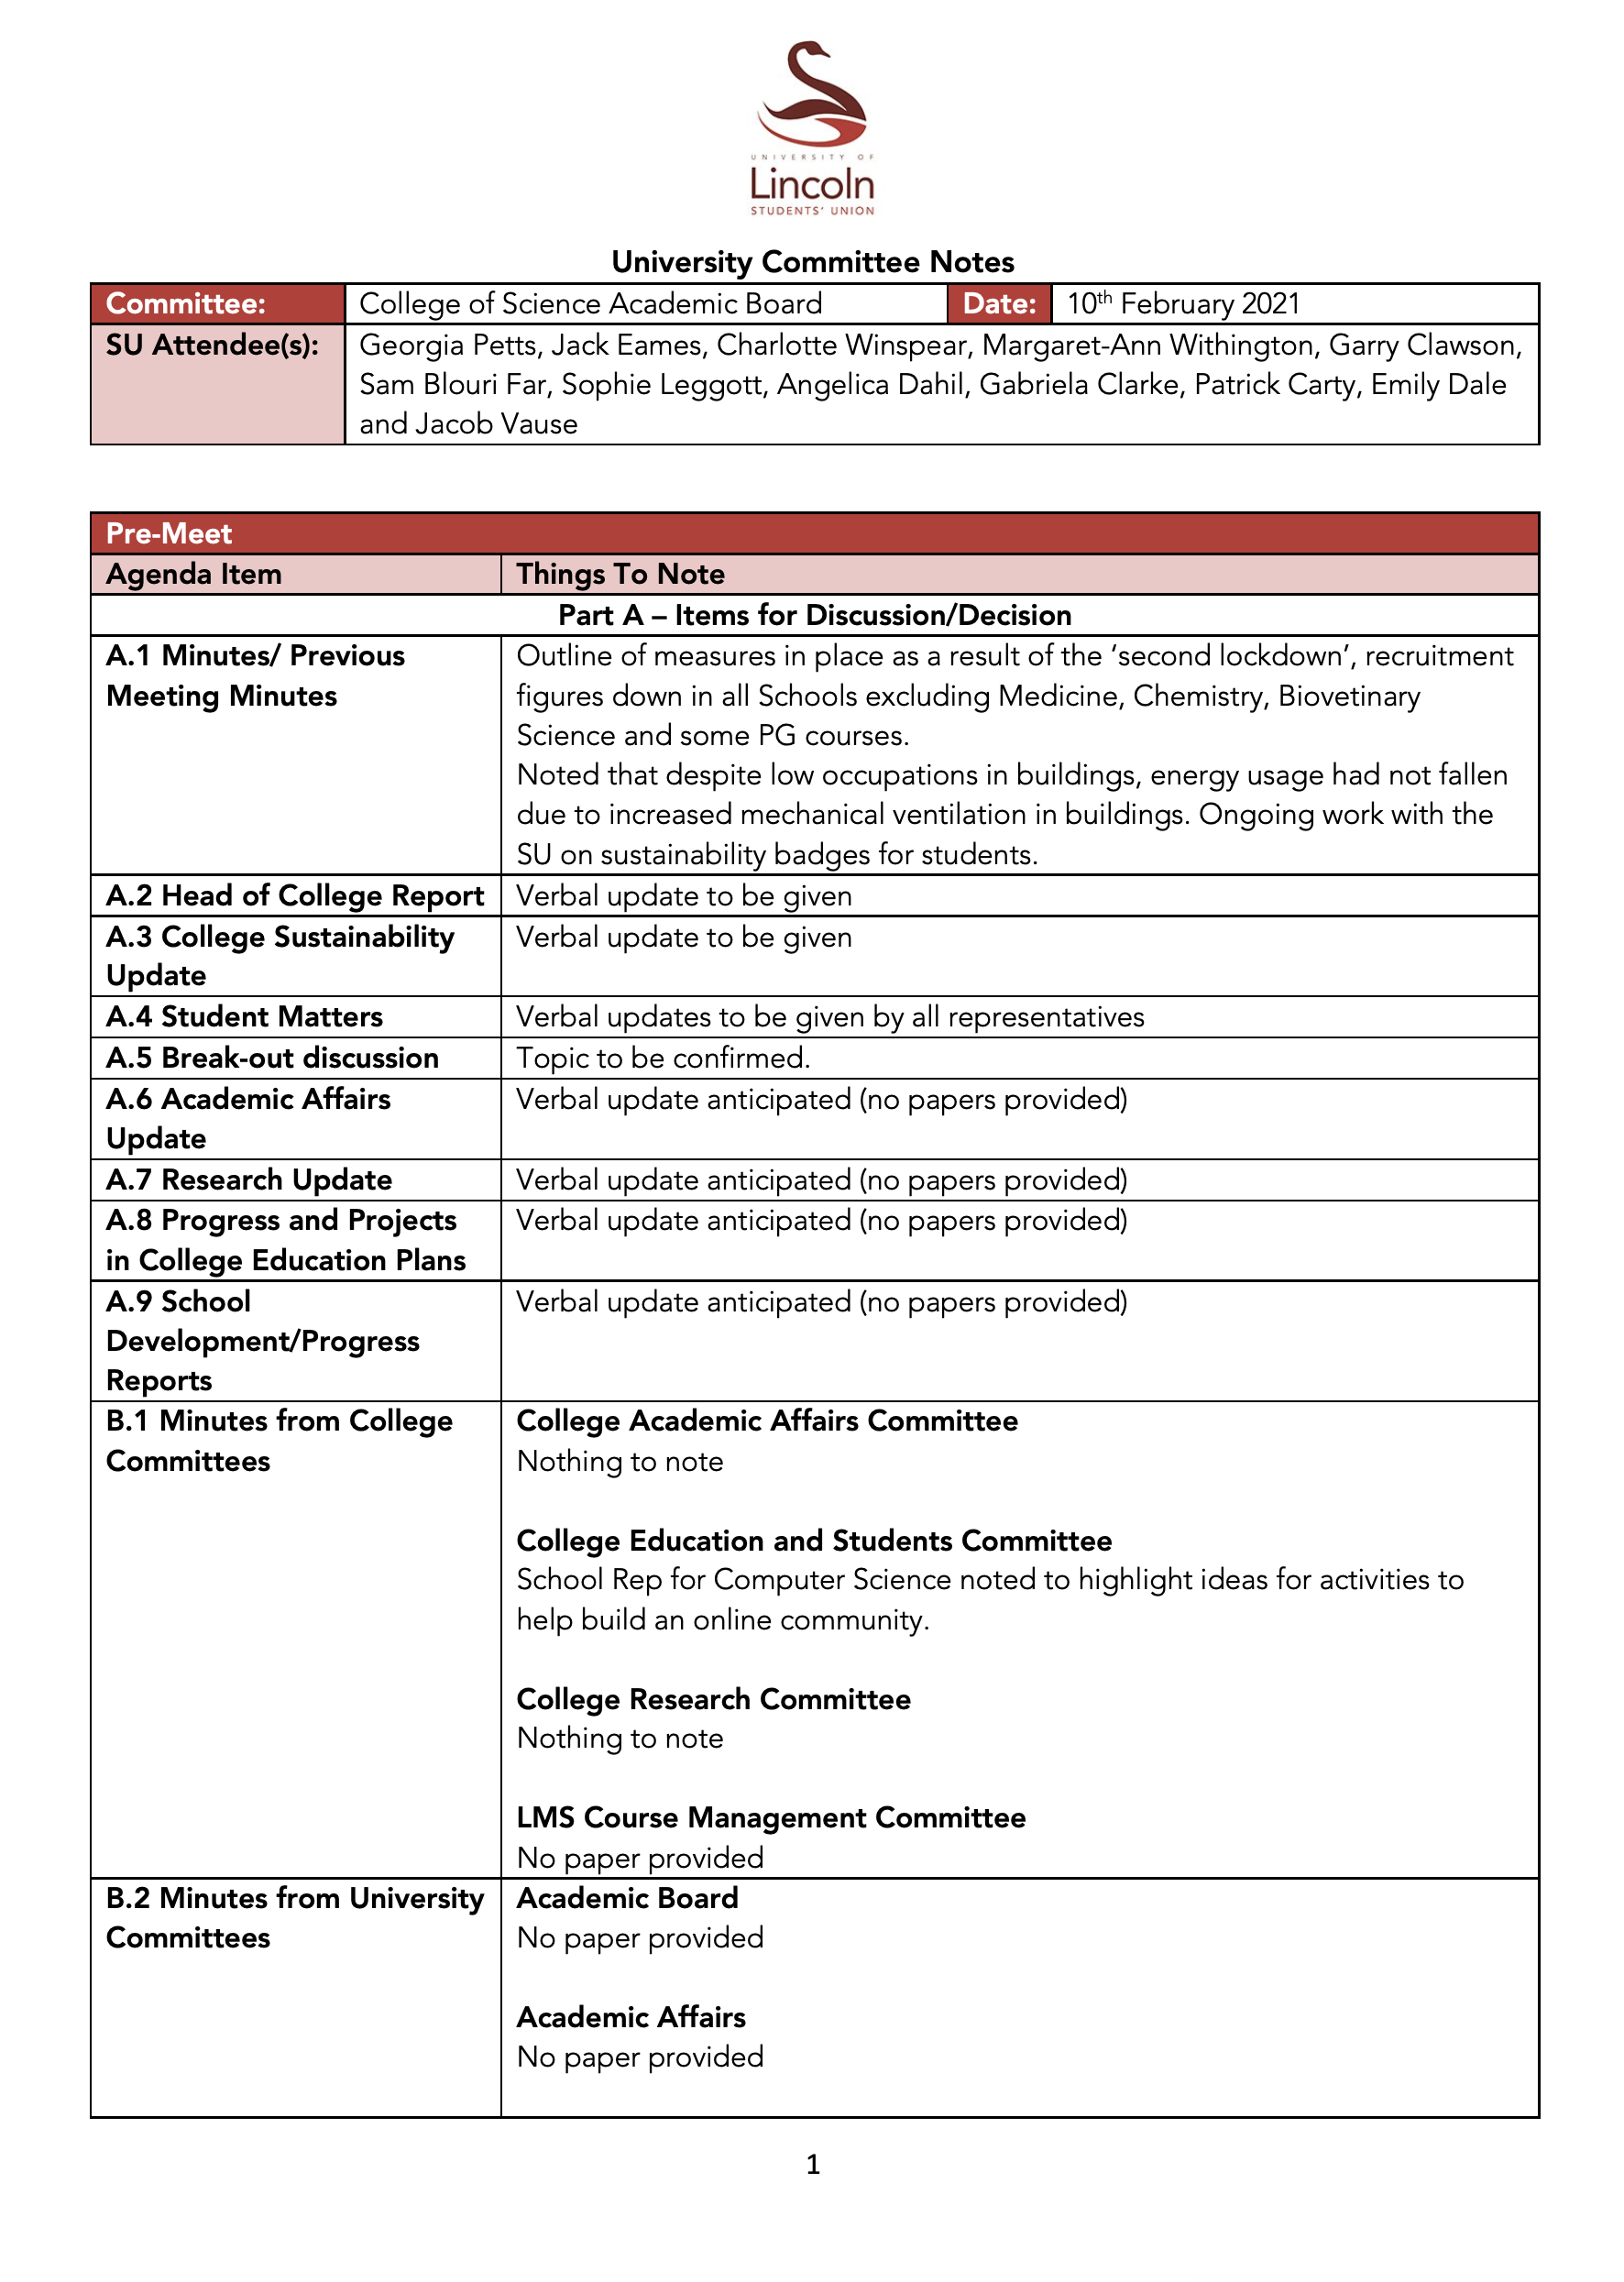 UNIVERSITY OF
Lincoln
STUDENTS' UNION
University Committee Notes
Committee: College of Science Academic Board Date: 10th February 2021
SU Attendee(s): Georgia Petts, Jack Eames, Charlotte Winspear, Margaret-Ann Withington, Garry Clawson,
Sam Blouri Far, Sophie Leggott, Angelica Dahil, Gabriela Clarke, Patrick Carty, Emily Dale
and Jacob Vause
Pre-Meet
Agenda Item Things To Note
Part A – Items for Discussion/Decision
A.1 Minutes/ Previous
Meeting Minutes
Outline of measures in place as a result of the ‘second lockdown’, recruitment
figures down in all Schools excluding Medicine, Chemistry, Biovetinary
Science and some PG courses.
Noted that despite low occupations in buildings, energy usage had not fallen
due to increased mechanical ventilation in buildings. Ongoing work with the
SU on sustainability badges for students.
A.2 Head of College Report Verbal update to be given
A.3 College Sustainability
Update
Verbal update to be given
A.4 Student Matters Verbal updates to be given by all representatives
A.5 Break-out discussion Topic to be confirmed.
A.6 Academic Affairs
Update
Verbal update anticipated (no papers provided)
A.7 Research Update Verbal update anticipated (no papers provided)
A.8 Progress and Projects
in College Education Plans
Verbal update anticipated (no papers provided)
A.9 School
Development/Progress
Reports
Verbal update anticipated (no papers provided)
B.1 Minutes from College
Committees
College Academic Affairs Committee
Nothing to note
College Education and Students Committee
School Rep for Computer Science noted to highlight ideas for activities to
help build an online community.
College Research Committee
Nothing to note
LMS Course Management Committee
No paper provided
B.2 Minutes from University
Committees
Academic Board
No paper provided
Academic Affairs
No paper provided
1